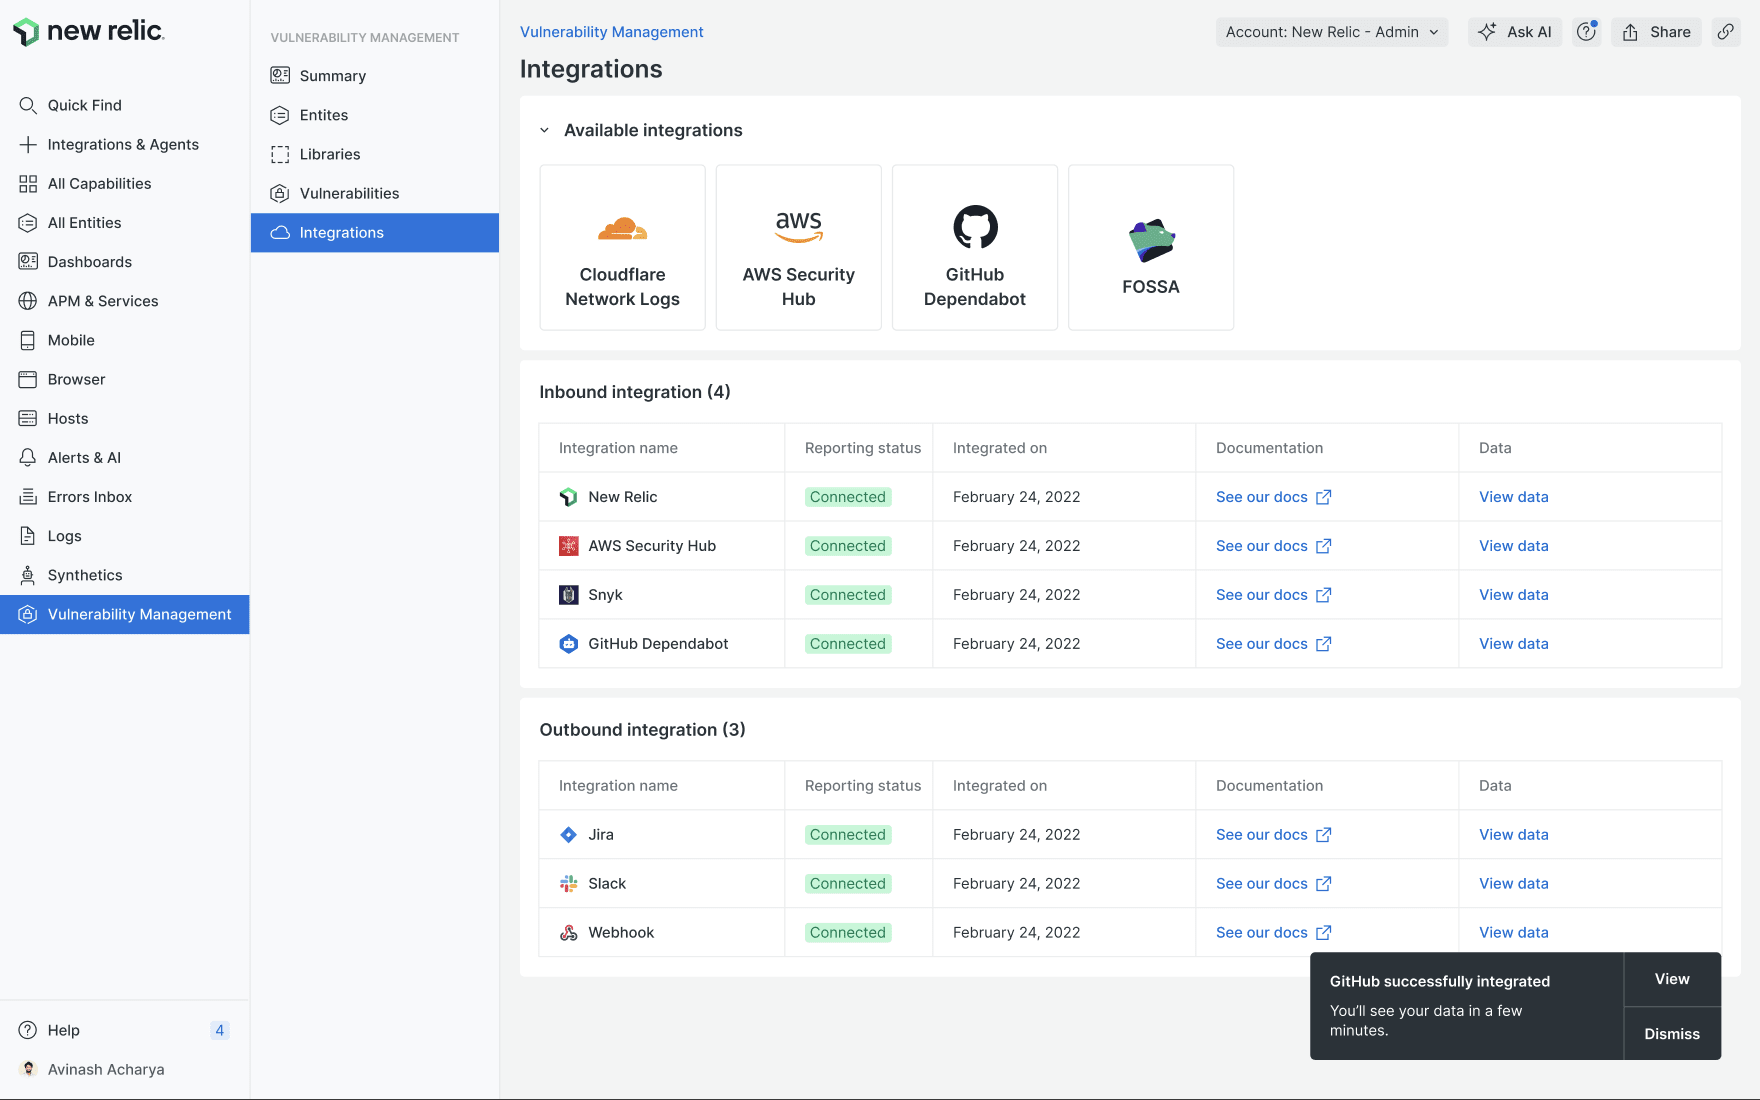 new relic.
Quick Find
Integrations & Agents
All Capabilities
All Entities
Dashboards
APM & Services
Mobile
Browser
Hosts
Alerts & AI
Errors Inbox
Logs
Synthetics
Vulnerability Management
Help 4
Avinash Acharya
VULNERABILITY MANAGEMENT
Summary
Entites
Libraries
Vulnerabilities
Integrations
Vulnerability Management
Account: New Relic - Admin
Ask AI
Share
Integrations
Available integrations
Cloudflare
Network Logs
aws
AWS Security
Hub
GitHub
Dependabot
FOSSA
Inbound integration (4)
Integration name Reporting status Integrated on Documentation Data
New Relic Connected February 24, 2022 See our docs View data
AWS Security Hub Connected February 24, 2022 See our docs View data
Snyk Connected February 24, 2022 See our docs View data
GitHub Dependabot Connected February 24, 2022 See our docs View data
Outbound integration (3)
Integration name Reporting status Integrated on Documentation Data
Jira Connected February 24, 2022 See our docs View data
Slack Connected February 24, 2022 See our docs View data
Webhook Connected February 24, 2022 See our docs View data
GitHub successfully integrated
You'll see your data in a few
minutes.
View
Dismiss